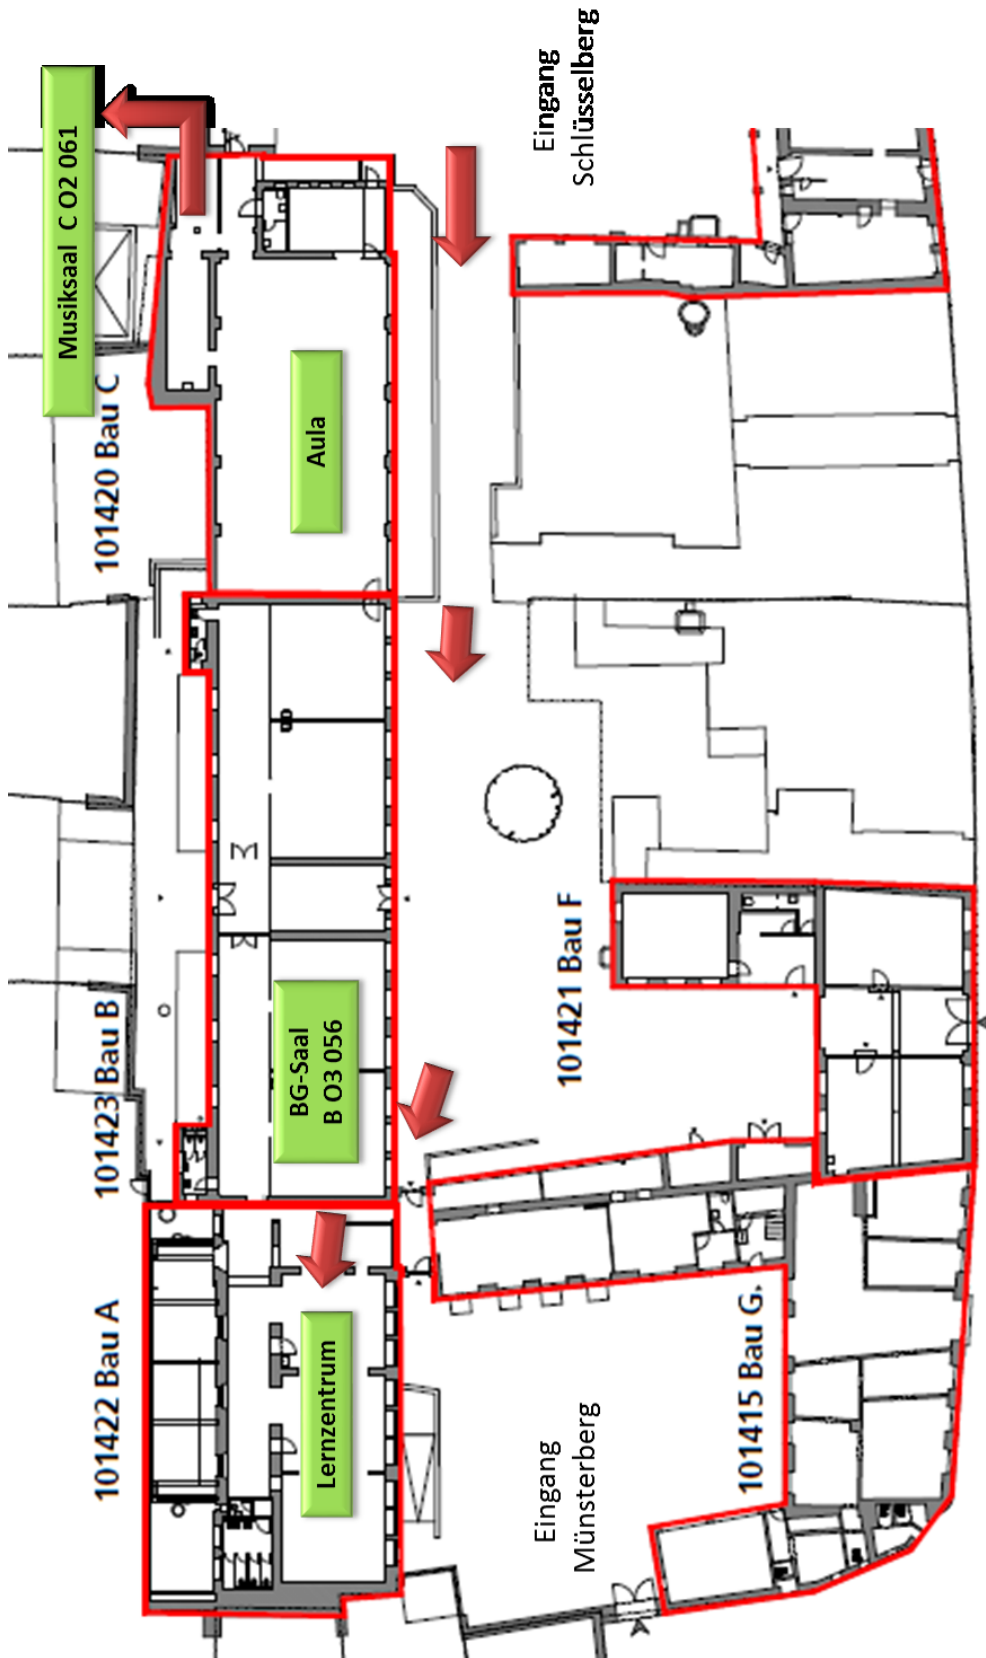 Musiksaal C O2 061
101420 Bau C
Eingang
Schlüsselberg
Aula
101423 Bau B
BG-Saal
B O3 056
101421 Bau F
101422 Bau A
Lernzentrum
Eingang
Münsterberg
101415 Bau G.